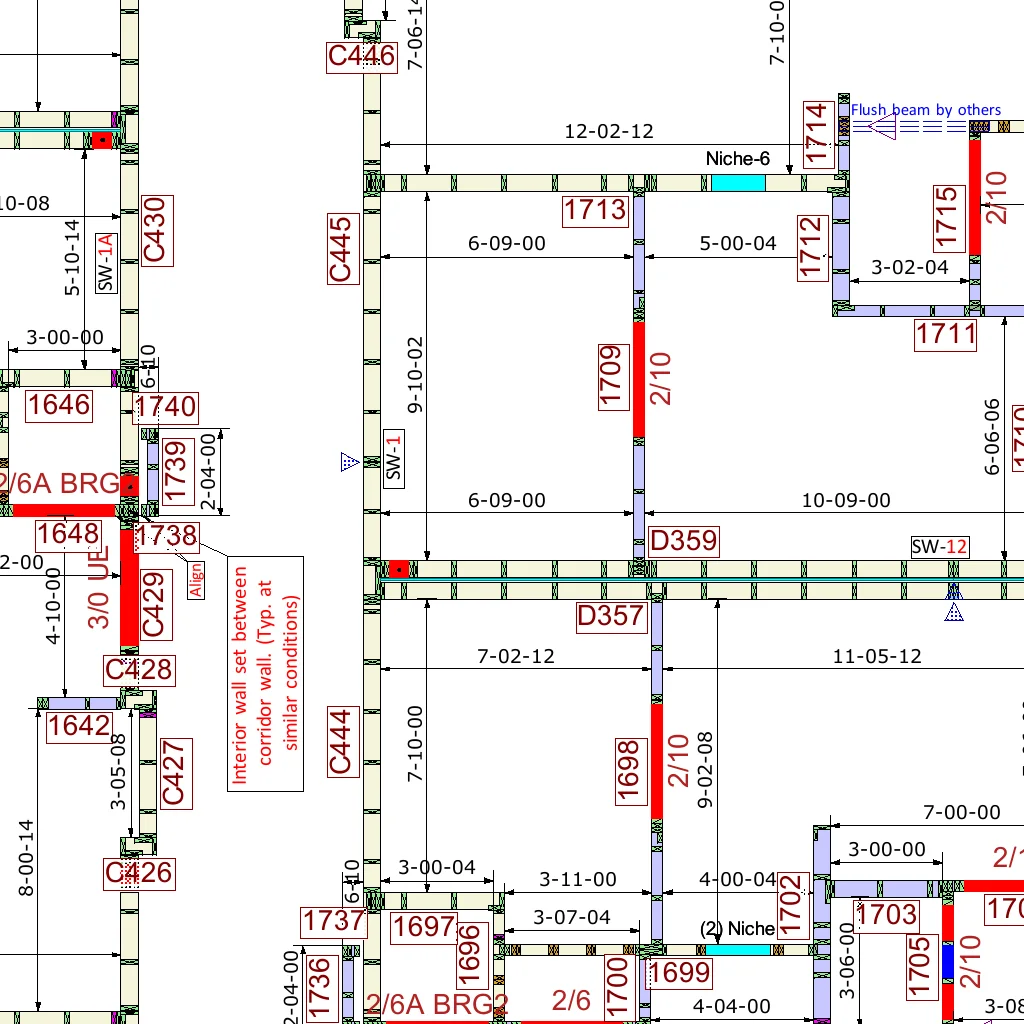 C446
7-06-14
Flush beam by others
12-02-12
1714
Niche-6
10-08
C430
5-10-14
SW-1A
C445
1713
6-09-00
5-00-04
1712
1715
2/10
3-02-04
1711
3-00-00
6-10
1646
1740
9-10-02
1709
2/10
6-06-06
1739
2-04-00
SW-1
2/6A BRG
6-09-00
10-09-00
1648
1738
D359
SW-12
2-00
4-10-00
3/0
C429
Align
Interior wall set between
corridor wall. (Typ. at
similar conditions)
D357
C428
7-02-12
11-05-12
1642
3-05-08
C427
C444
7-10-00
1698
2/10
9-02-08
7-00-00
8-00-14
C426
3-00-04
6-10
3-11-00
4-00-04
1702
3-00-00
1737
1697
1696
3-07-04
(2) Niche
1703
3-06-00
1705
2/10
2-04-00
1736
1700
1699
2/6A BRG2
2/6
4-04-00